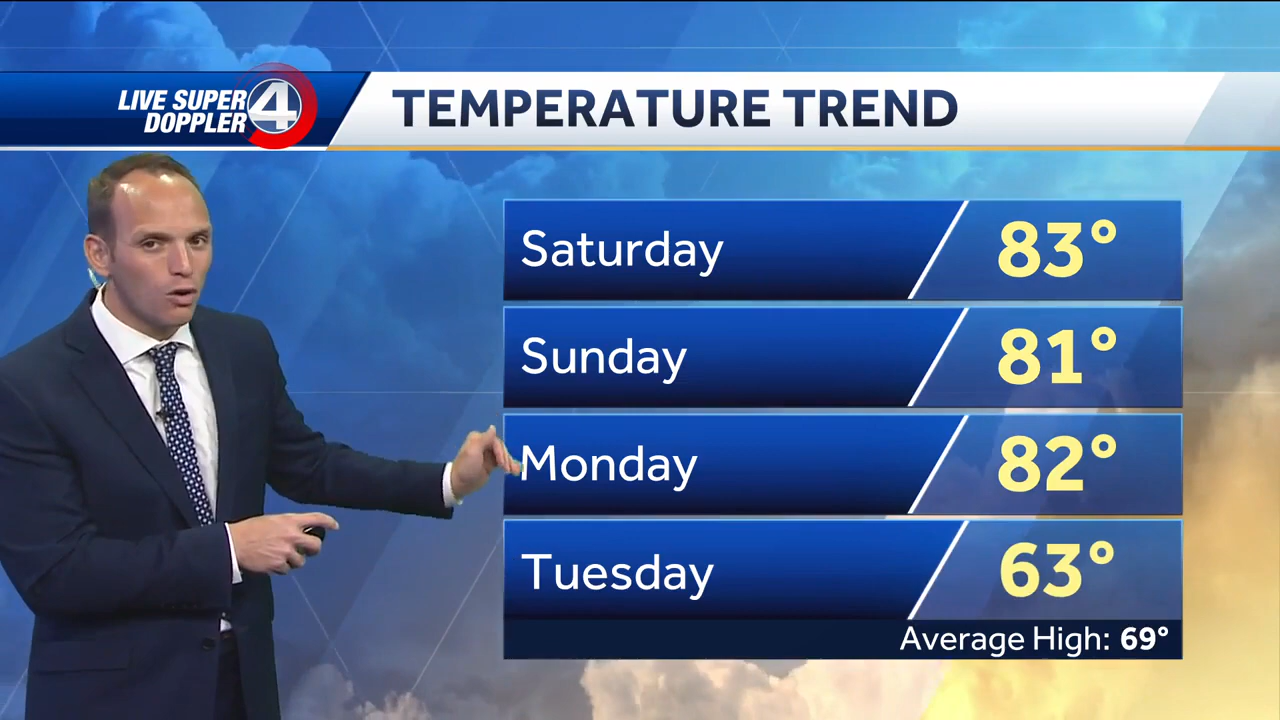 LIVE SUPER
DOPPLER 4
TEMPERATURE TREND
Saturday 83°
Sunday 81°
Monday 82°
Tuesday 63°
Average High: 69°